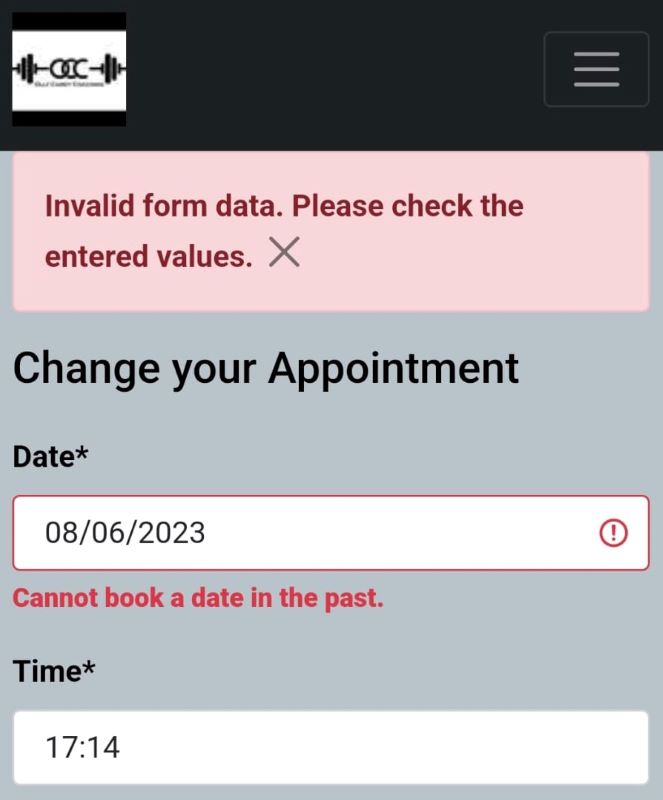 OCC
Invalid form data. Please check the
entered values.
Change your Appointment
Date*
08/06/2023
Cannot book a date in the past.
Time*
17:14